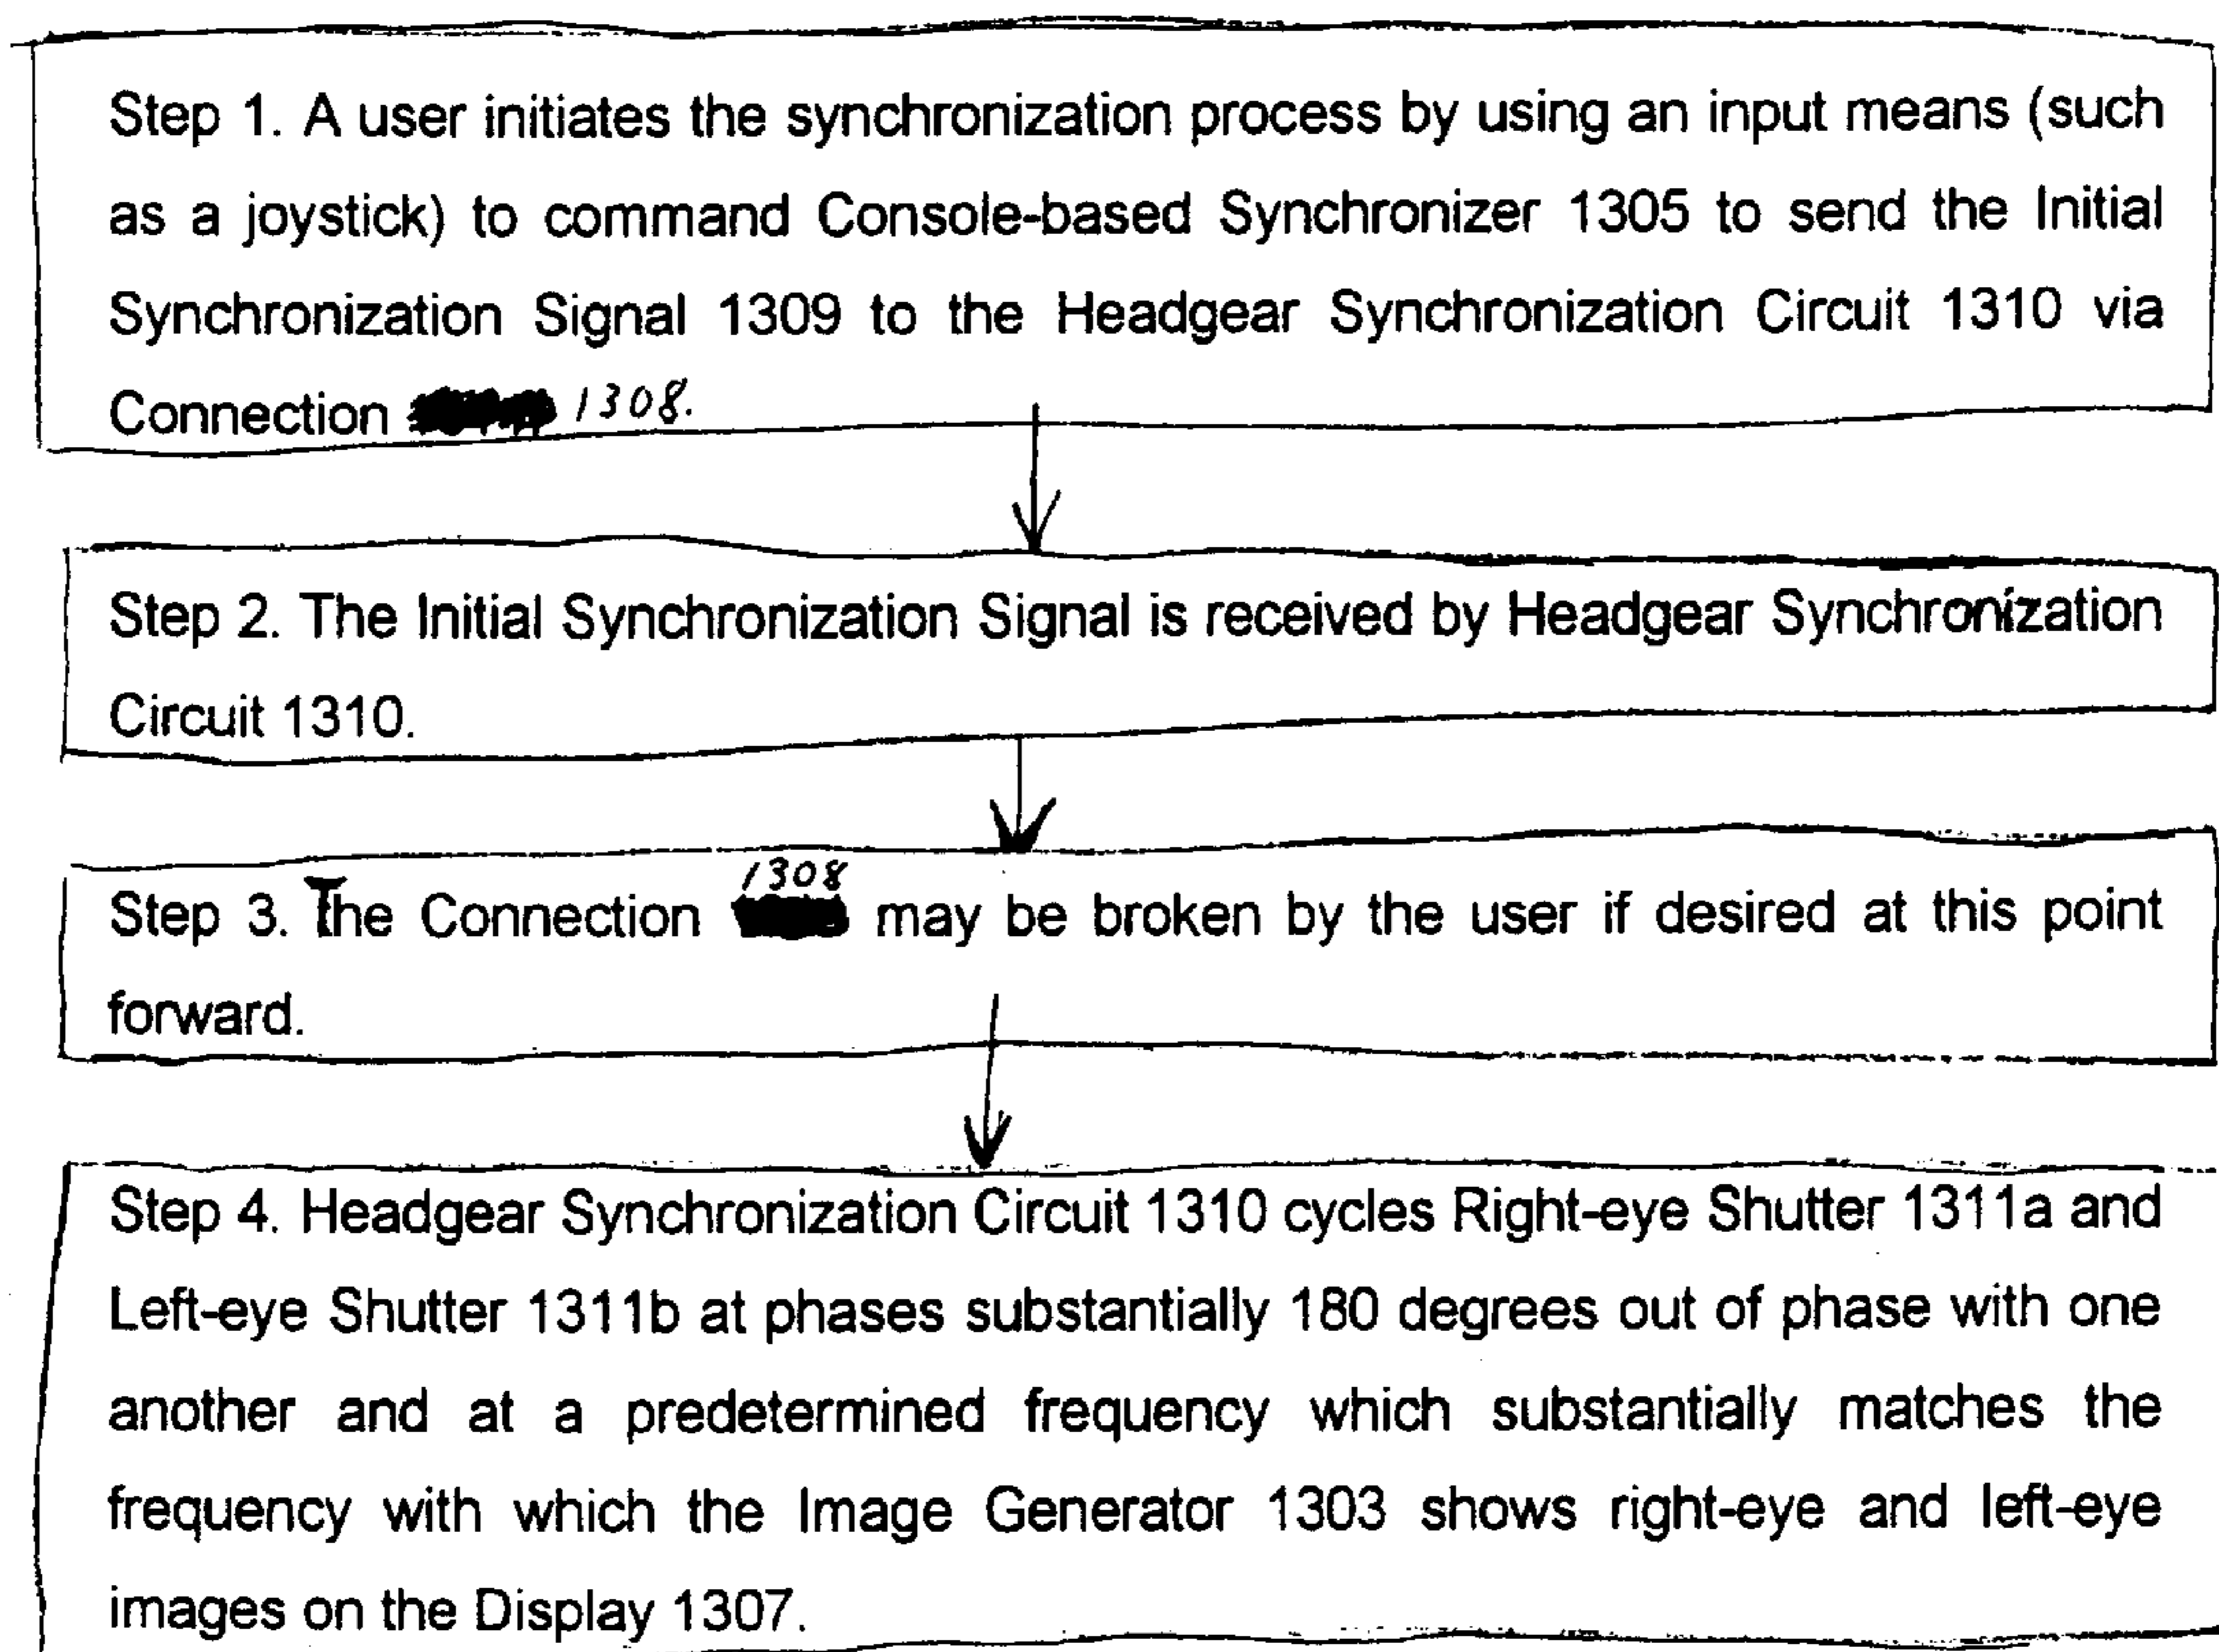 Step 1. A user initiates the synchronization process by using an input means (such
as a joystick) to command Console-based Synchronizer 1305 to send the Initial
Synchronization Signal 1309 to the Headgear Synchronization Circuit 1310 via
Connection 1308.
Step 2. The Initial Synchronization Signal is received by Headgear Synchronization
Circuit 1310.
Step 3. The Connection 1308 may be broken by the user if desired at this point
forward.
Step 4. Headgear Synchronization Circuit 1310 cycles Right-eye Shutter 1311a and
Left-eye Shutter 1311b at phases substantially 180 degrees out of phase with one
another and at a predetermined frequency which substantially matches the
frequency with which the Image Generator 1303 shows right-eye and left-eye
images on the Display 1307.